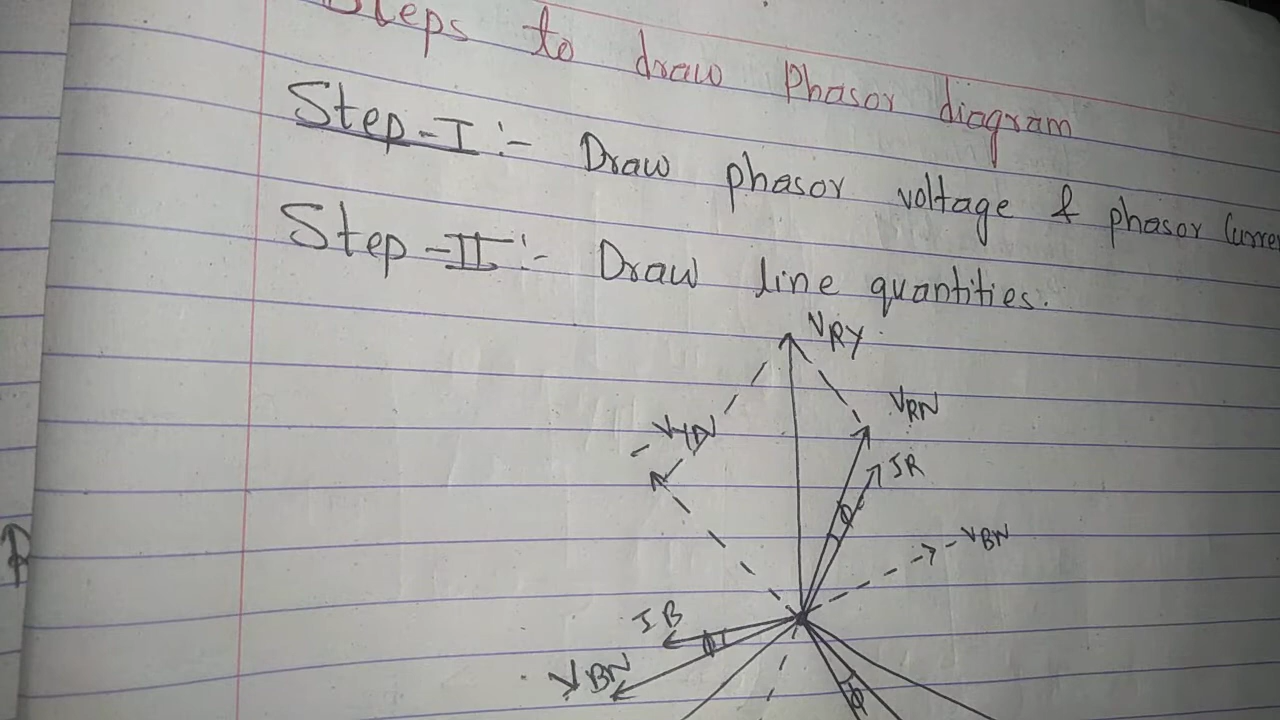 Steps to draw Phasor diagram
Step-I :- Draw phasor voltage & phasor Curre
Step-II :- Draw line quantities.
VRY
VRN
-VYN
IR
Φ
-VBN
IB
Φ
VBN
Φ